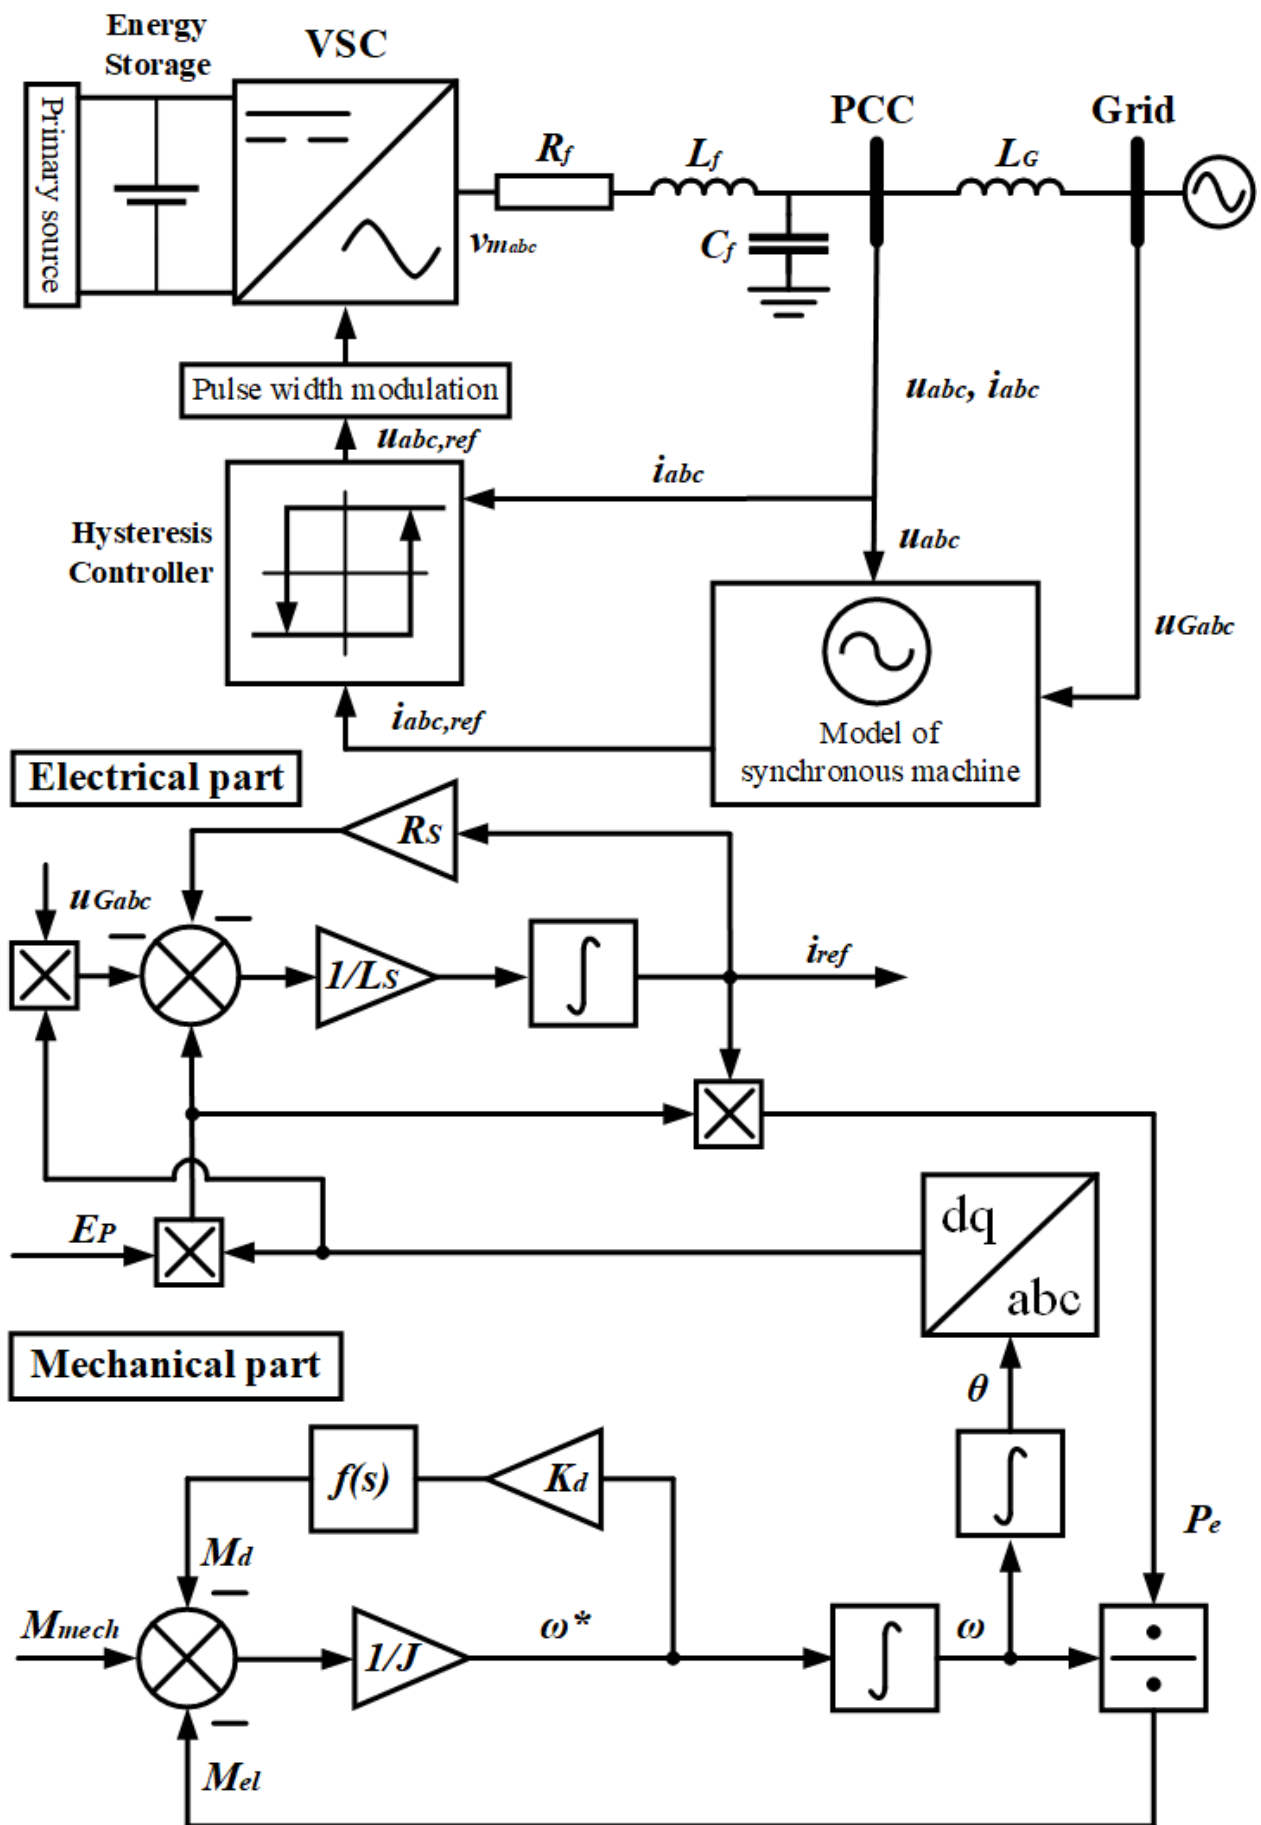 Energy
Storage
VSC
Primary source
PCC
Grid
Rf
Lf
LG
vmabc
Cf
Pulse width modulation
uabc, iabc
uabc,ref
iabc
Hysteresis
Controller
uabc
uGabc
iabc,ref
Model of
synchronous machine
Electrical part
RS
uGabc
1/LS
iref
EP
dq
abc
Mechanical part
θ
f(s)
Kd
Pe
Md
Mmech
1/J
ω*
ω
Mel